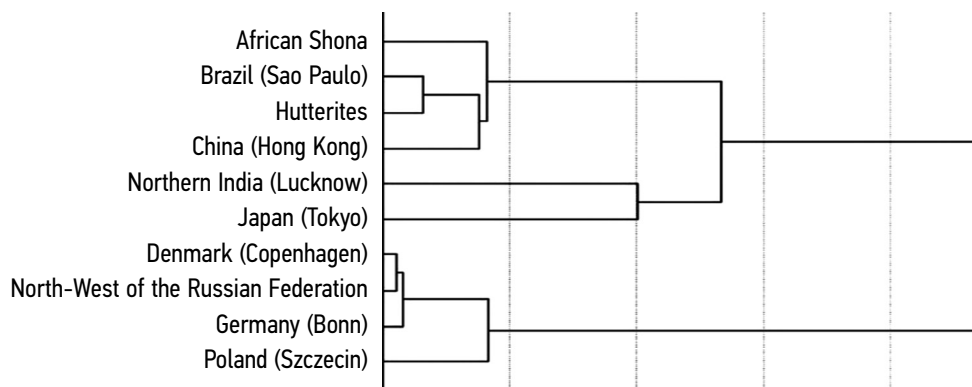 African Shona
Brazil (Sao Paulo)
Hutterites
China (Hong Kong)
Northern India (Lucknow)
Japan (Tokyo)
Denmark (Copenhagen)
North-West of the Russian Federation
Germany (Bonn)
Poland (Szczecin)